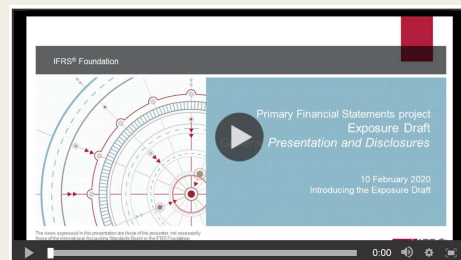 IFRS® Foundation
Primary Financial Statements project
Exposure Draft
Presentation and Disclosures
10 February 2020
Introducing the Exposure Draft
The views expressed in this presentation are those of the presenter, not necessarily
those of the International Accounting Standards Board or the IFRS Foundation
0:00